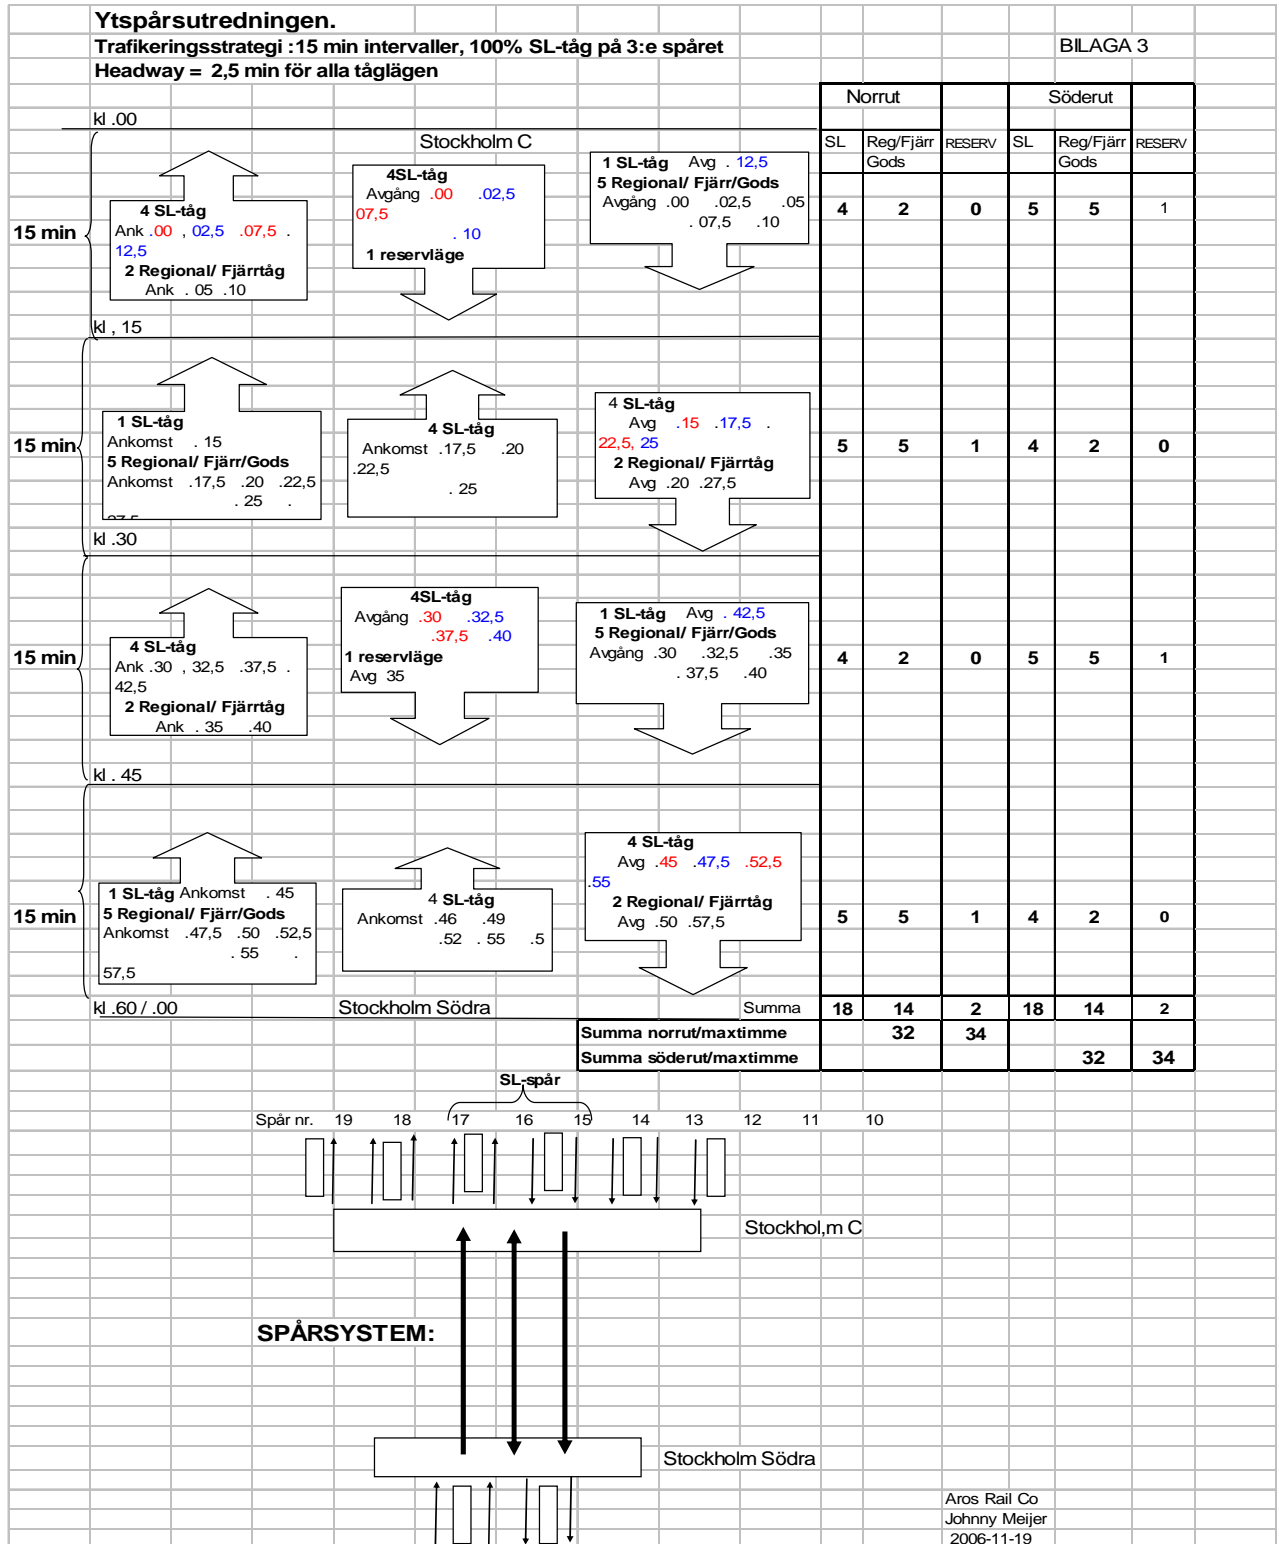 Ytspårsutredningen.
Trafikeringsstrategi :15 min intervaller, 100% SL-tåg på 3:e spåret
BILAGA 3
Headway = 2,5 min för alla tåglägen
Norrut Söderut
kl .00
Stockholm C
SL Reg/Fjärr RESERV SL Reg/Fjärr RESERV
Gods Gods
4 SL-tåg
Ank .00 , 02,5 .07,5 .
12,5
2 Regional/ Fjärrtåg
Ank . 05 .10
4SL-tåg
Avgång .00 .02,5
07,5
. 10
1 reservläge
1 SL-tåg Avg . 12,5
5 Regional/ Fjärr/Gods
Avgång .00 .02,5 .05
. 07,5 .10
15 min
4 2 0 5 5 1
kl , 15
1 SL-tåg
Ankomst . 15
5 Regional/ Fjärr/Gods
Ankomst .17,5 .20 .22,5
. 25 .
4 SL-tåg
Ankomst .17,5 .20
.22,5
. 25
4 SL-tåg
Avg .15 .17,5 .
22,5, 25
2 Regional/ Fjärrtåg
Avg .20 .27,5
15 min
5 5 1 4 2 0
kl .30
4 SL-tåg
Ank .30 , 32,5 .37,5 .
42,5
2 Regional/ Fjärrtåg
Ank . 35 .40
4SL-tåg
Avgång .30 .32,5
.37,5 .40
1 reservläge
Avg 35
1 SL-tåg Avg . 42,5
5 Regional/ Fjärr/Gods
Avgång .30 .32,5 .35
. 37,5 .40
15 min
4 2 0 5 5 1
kl . 45
1 SL-tåg Ankomst . 45
5 Regional/ Fjärr/Gods
Ankomst .47,5 .50 .52,5
. 55 .
57,5
4 SL-tåg
Ankomst .46 .49
.52 . 55 .5
4 SL-tåg
Avg .45 .47,5 .52,5
.55
2 Regional/ Fjärrtåg
Avg .50 .57,5
15 min
5 5 1 4 2 0
kl .60 / .00
Stockholm Södra
Summa 18 14 2 18 14 2
Summa norrut/maxtimme 32 34
Summa söderut/maxtimme 32 34
SL-spår
Spår nr. 19 18 17 16 15 14 13 12 11 10
Stockhol,m C
SPÅRSYSTEM:
Stockholm Södra
Aros Rail Co
Johnny Meijer
2006-11-19